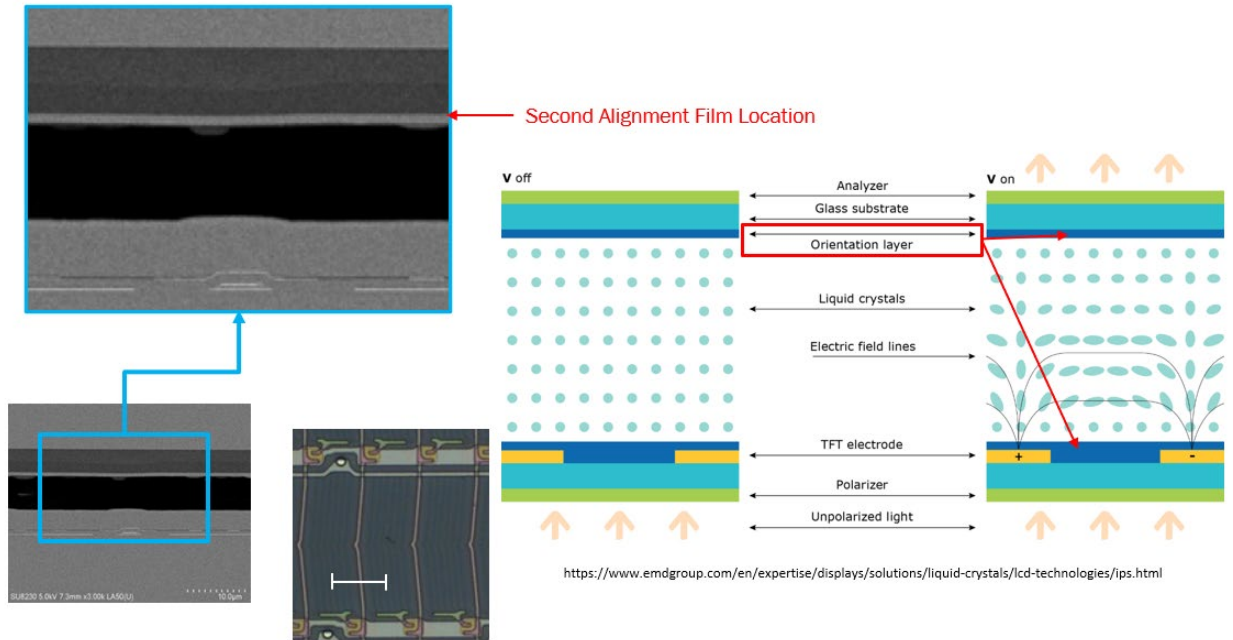 Second Alignment Film Location
V off
V on
Analyzer
Glass substrate
Orientation layer
Liquid crystals
Electric field lines
TFT electrode
+
-
Polarizer
Unpolarized light
SU8230 5.0kV 7.3mm x3.00k LA50(U)
10.0μm
https://www.emdgroup.com/en/expertise/displays/solutions/liquid-crystals/lcd-technologies/ips.html